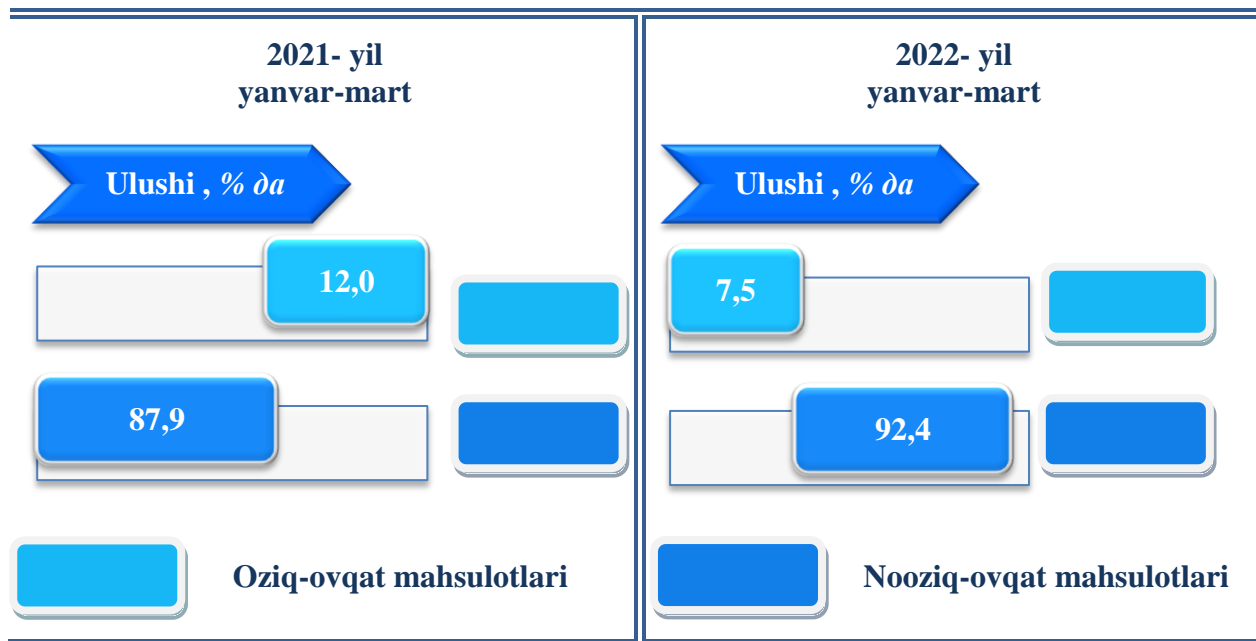 2021- yil
yanvar-mart
Ulushi , % да
12,0
87,9
2022- yil
yanvar-mart
Ulushi , % да
7,5
92,4
Oziq-ovqat mahsulotlari
Nooziq-ovqat mahsulotlari